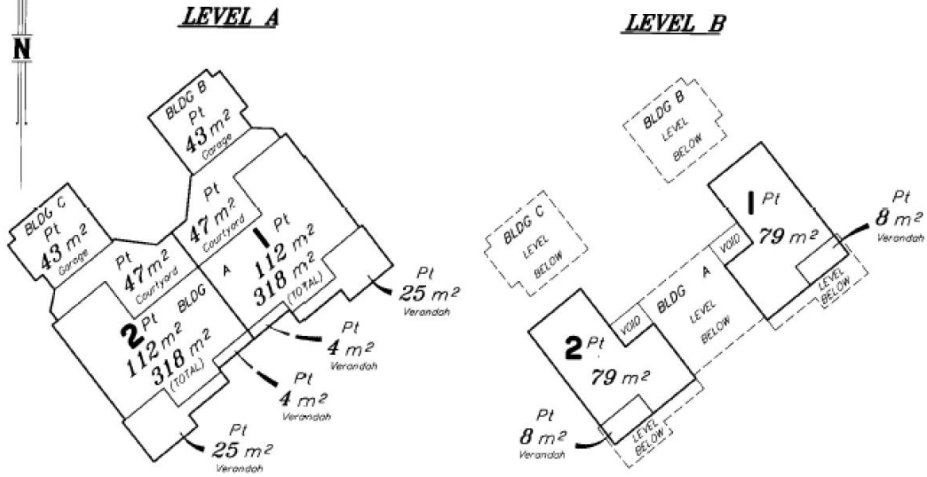 LEVEL A
N
BLDG B
Pt
43 m²
Garage
BLDG C
Pt
43 m²
Garage
Pt
47 m²
Courtyard
Pt
47 m²
Courtyard
1 Pt
112 m²
318 m²
(TOTAL)
BLDG A
2 Pt
112 m²
318 m²
(TOTAL)
Pt
25 m²
Verandah
Pt
4 m²
Verandah
Pt
4 m²
Verandah
Pt
25 m²
Verandah
LEVEL B
BLDG B
LEVEL
BELOW
BLDG C
LEVEL
BELOW
1 Pt
79 m²
Pt
8 m²
Verandah
VOID
LEVEL
BELOW
BLDG A
LEVEL
BELOW
VOID
2 Pt
79 m²
Pt
8 m²
Verandah
LEVEL
BELOW